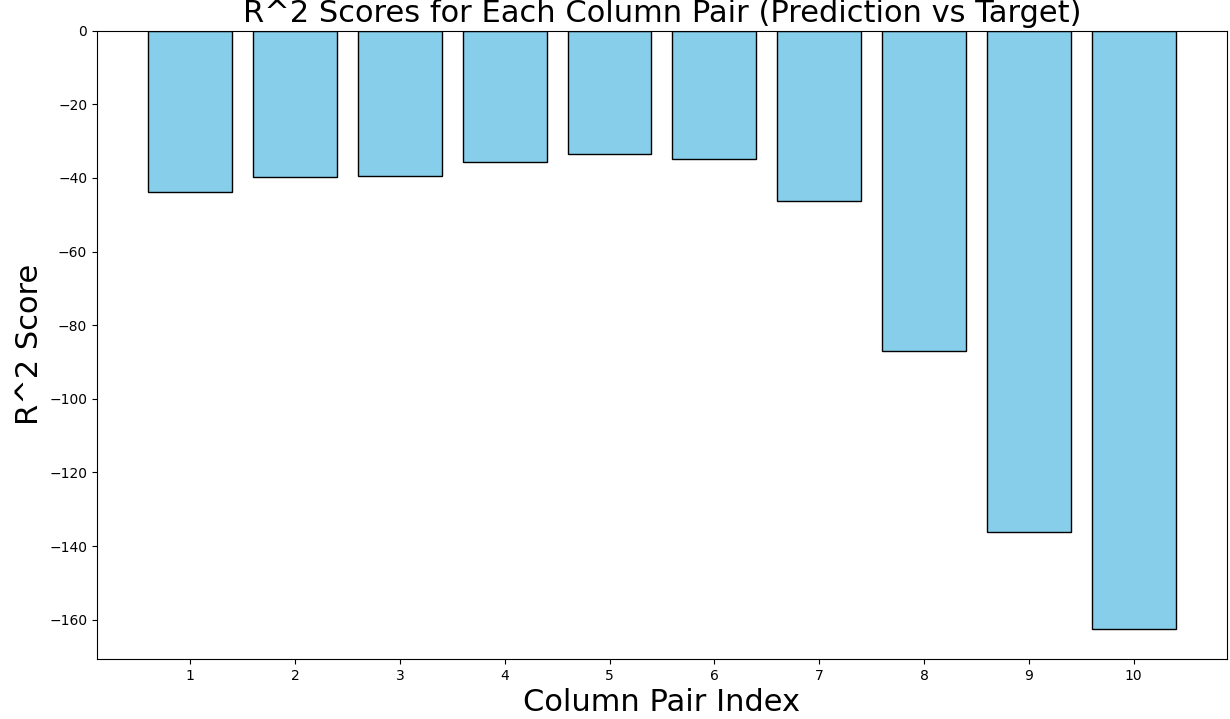 R^2 Scores for Each Column Pair (Prediction vs Target)
0
−20
−40
−60
−80
−100
−120
−140
−160
R^2 Score
1 2 3 4 5 6 7 8 9 10
Column Pair Index